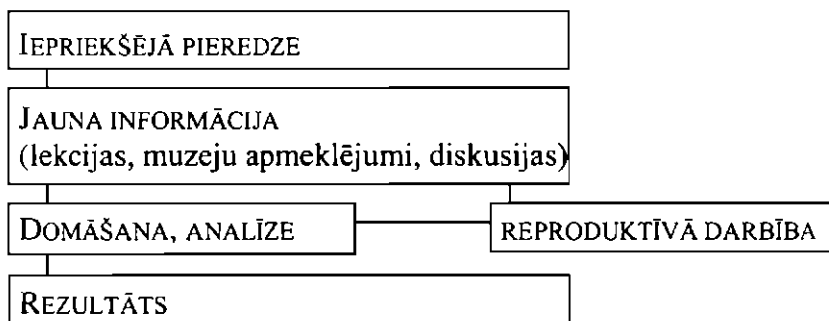 IEPRIEKŠĒJĀ PIEREDZE
JAUNA INFORMĀCIJA
(lekcijas, muzeju apmeklējumi, diskusijas)
DOMĀŠANA, ANALĪZE
REPRODUKTĪVĀ DARBĪBA
REZULTĀTS